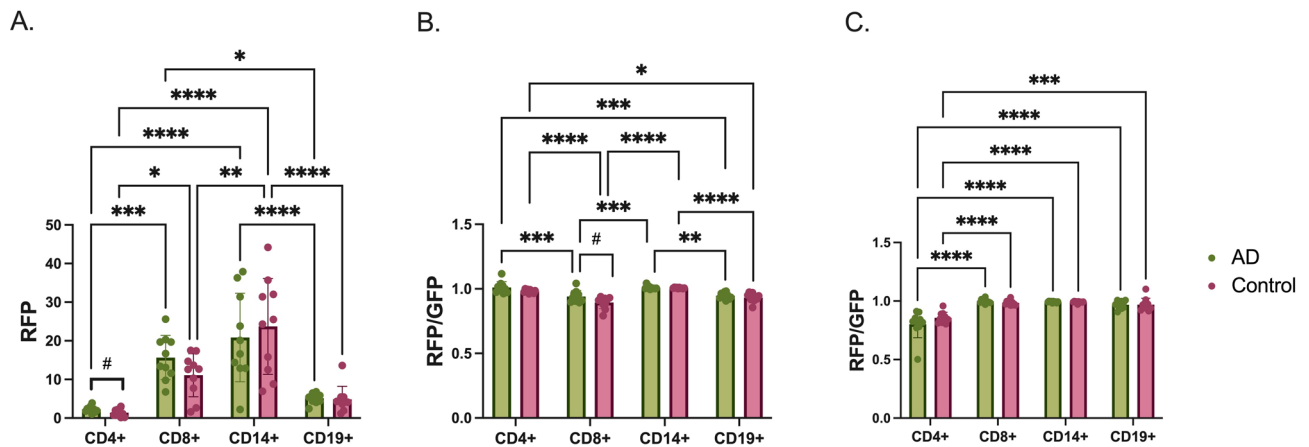 A.
*
****
****
* ** ****
*** ****
50
40
30
20
10
0
RFP
#
CD4+ CD8+ CD14+ CD19+
B.
*
***
**** ****
*** ****
*** # **
1.5
1.0
0.5
0.0
RFP/GFP
CD4+ CD8+ CD14+ CD19+
C.
***
****
****
****
****
****
1.5
1.0
0.5
0.0
RFP/GFP
CD4+ CD8+ CD14+ CD19+
AD
Control